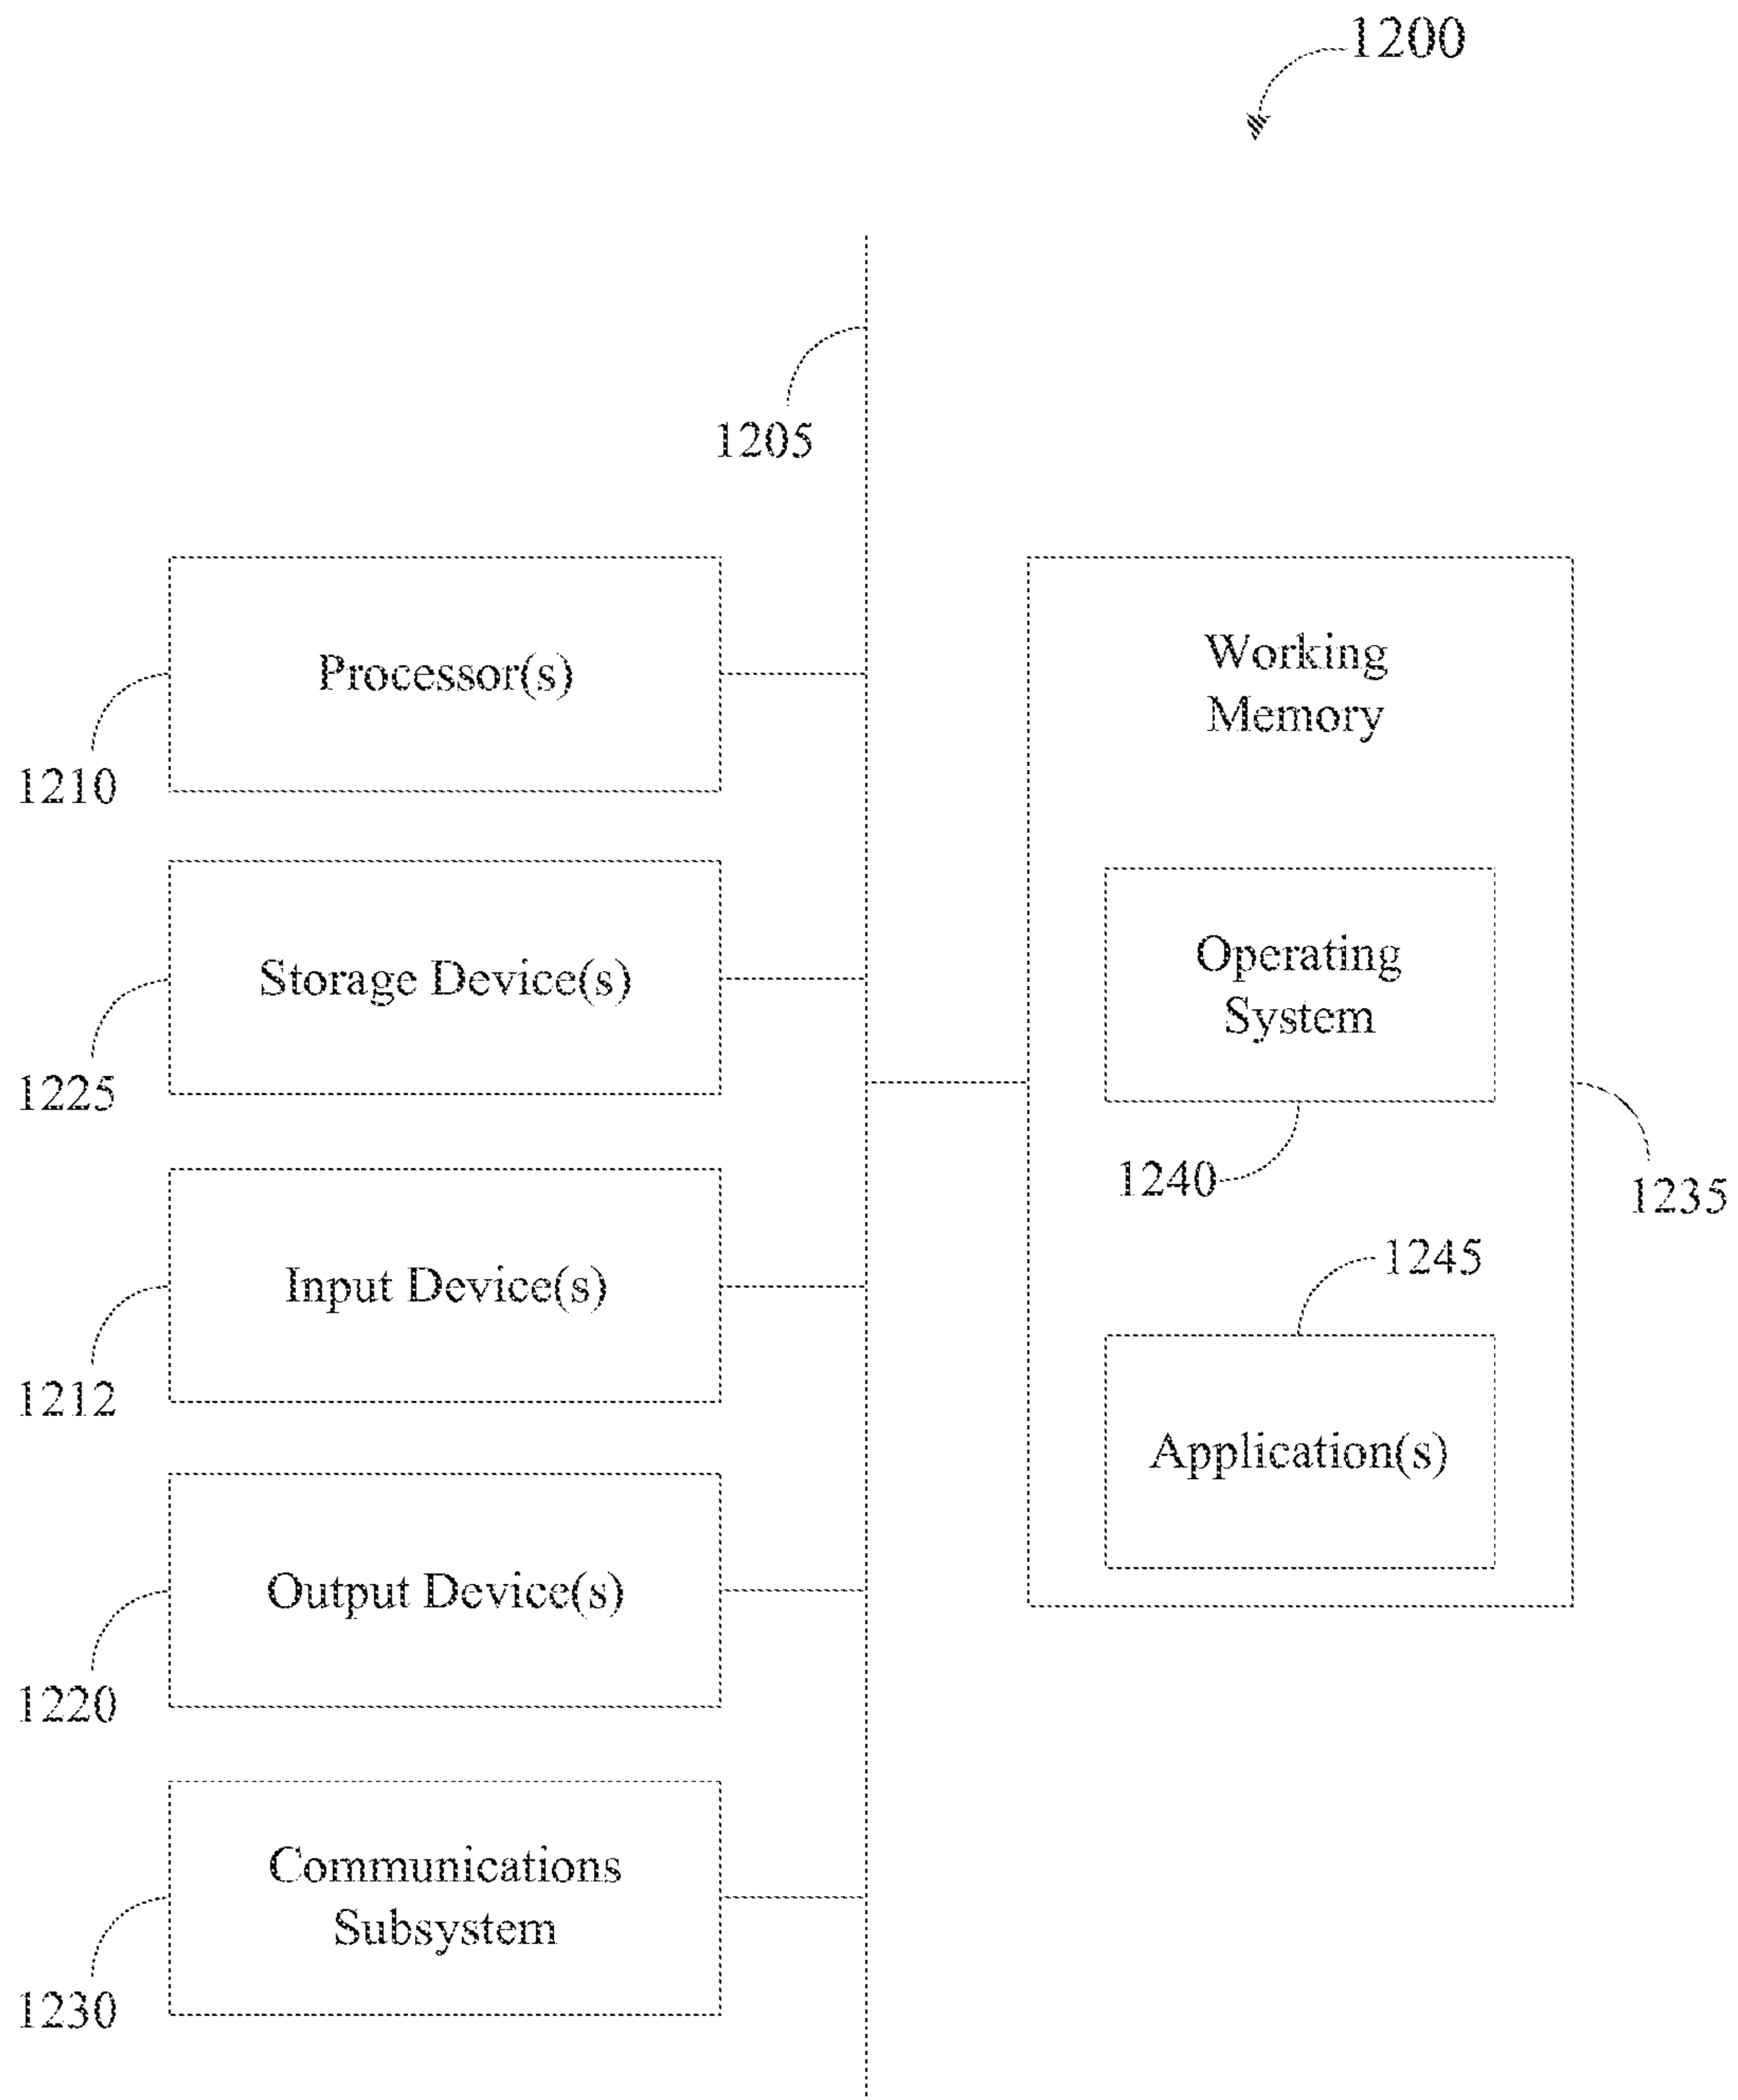 1200
1205
Processor(s)
1210
Storage Device(s)
1225
Input Device(s)
1212
Output Device(s)
1220
Communications
Subsystem
1230
Working
Memory
Operating
System
1240
1235
1245
Application(s)